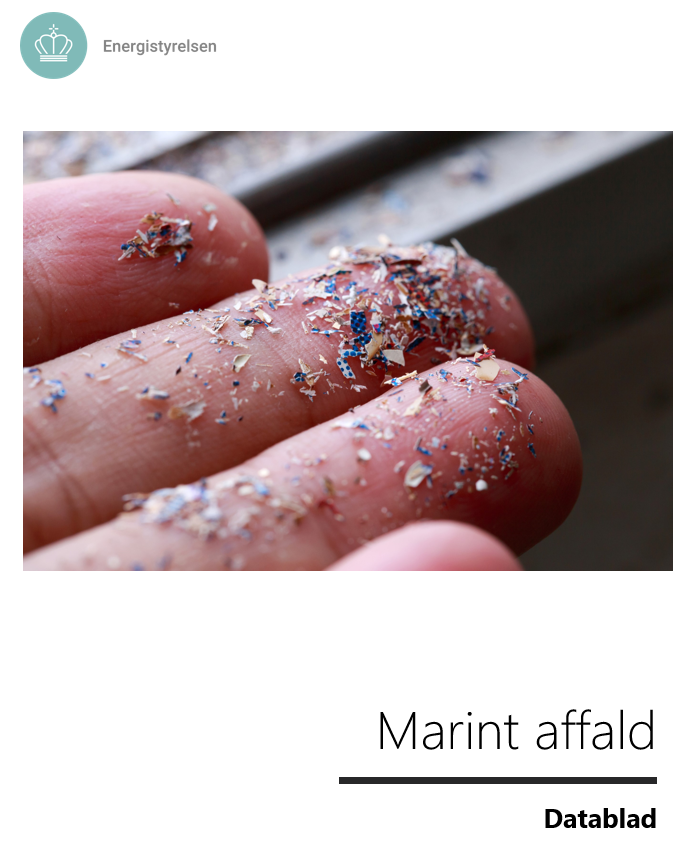 Energistyrelsen
Marint affald
Datablad